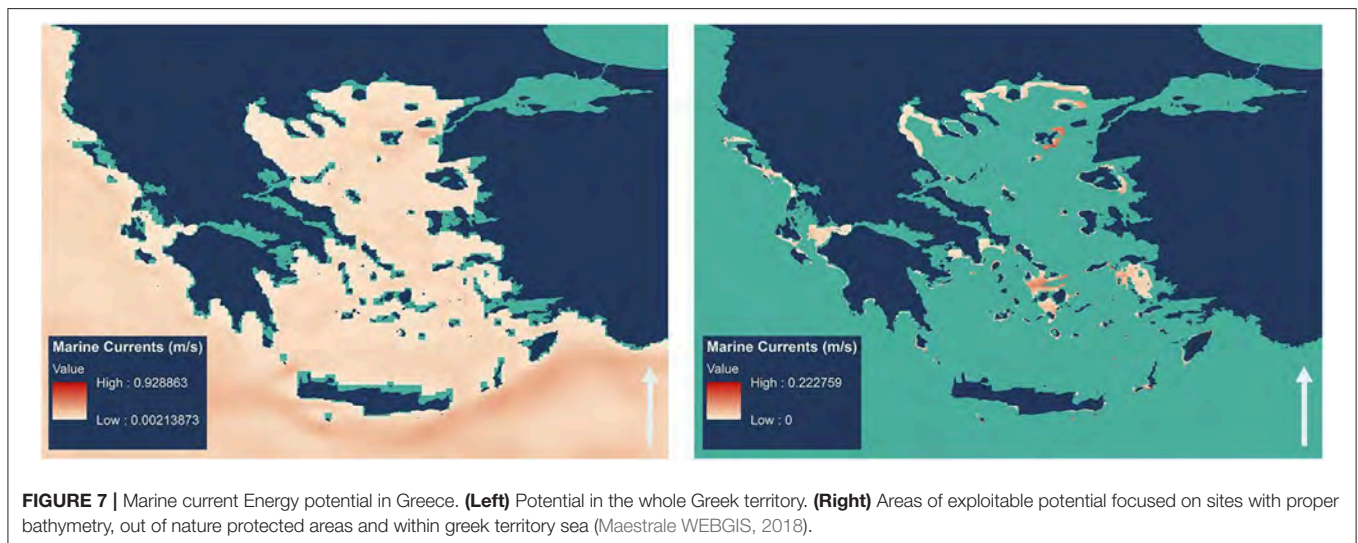 Marine Currents (m/s)
Value
High : 0.928863
Low : 0.00213873
Marine Currents (m/s)
Value
High : 0.222759
Low : 0
FIGURE 7 | Marine current Energy potential in Greece. (Left) Potential in the whole Greek territory. (Right) Areas of exploitable potential focused on sites with proper
bathymetry, out of nature protected areas and within greek territory sea (Maestrale WEBGIS, 2018).